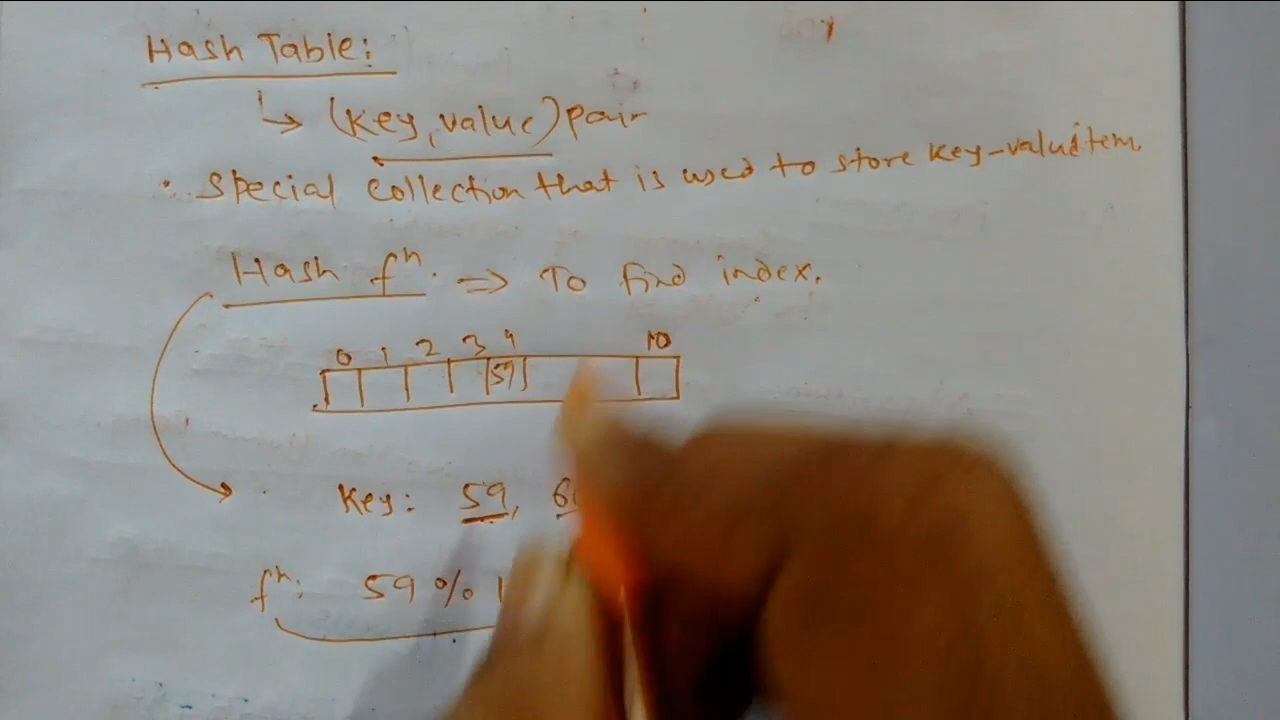 Hash Table:
↳ (Key, value) pair
• Special collection that is used to store key-value item
Hash fⁿ. ⇒ To find index.
0 1 2 3 4 10
59
Key: 59,
fⁿ: 59 %